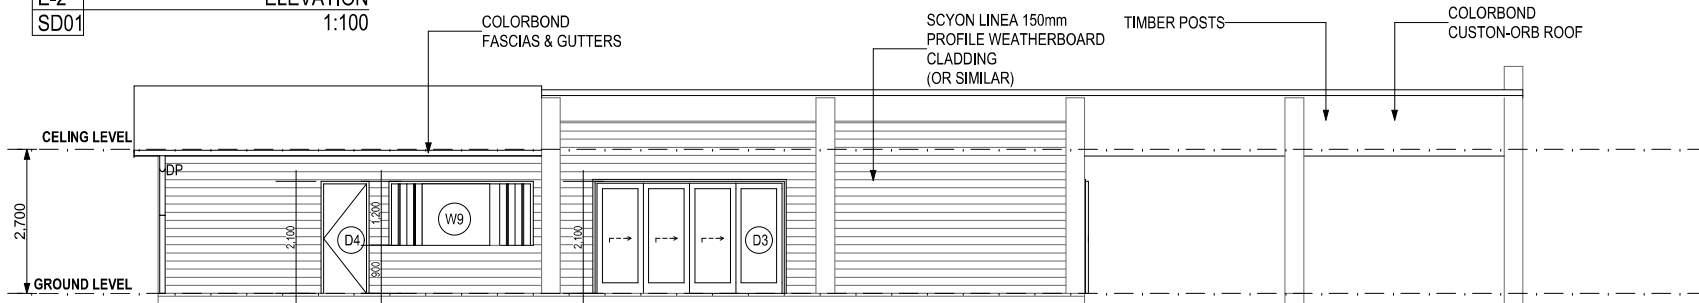 E-2
ELEVATION
SD01
1:100
COLORBOND
FASCIAS & GUTTERS
SCYON LINEA 150mm
PROFILE WEATHERBOARD
CLADDING
(OR SIMILAR)
TIMBER POSTS
COLORBOND
CUSTON-ORB ROOF
CELING LEVEL
DP
2,700
2,100
D4
1,200
900
W9
2,100
D3
GROUND LEVEL